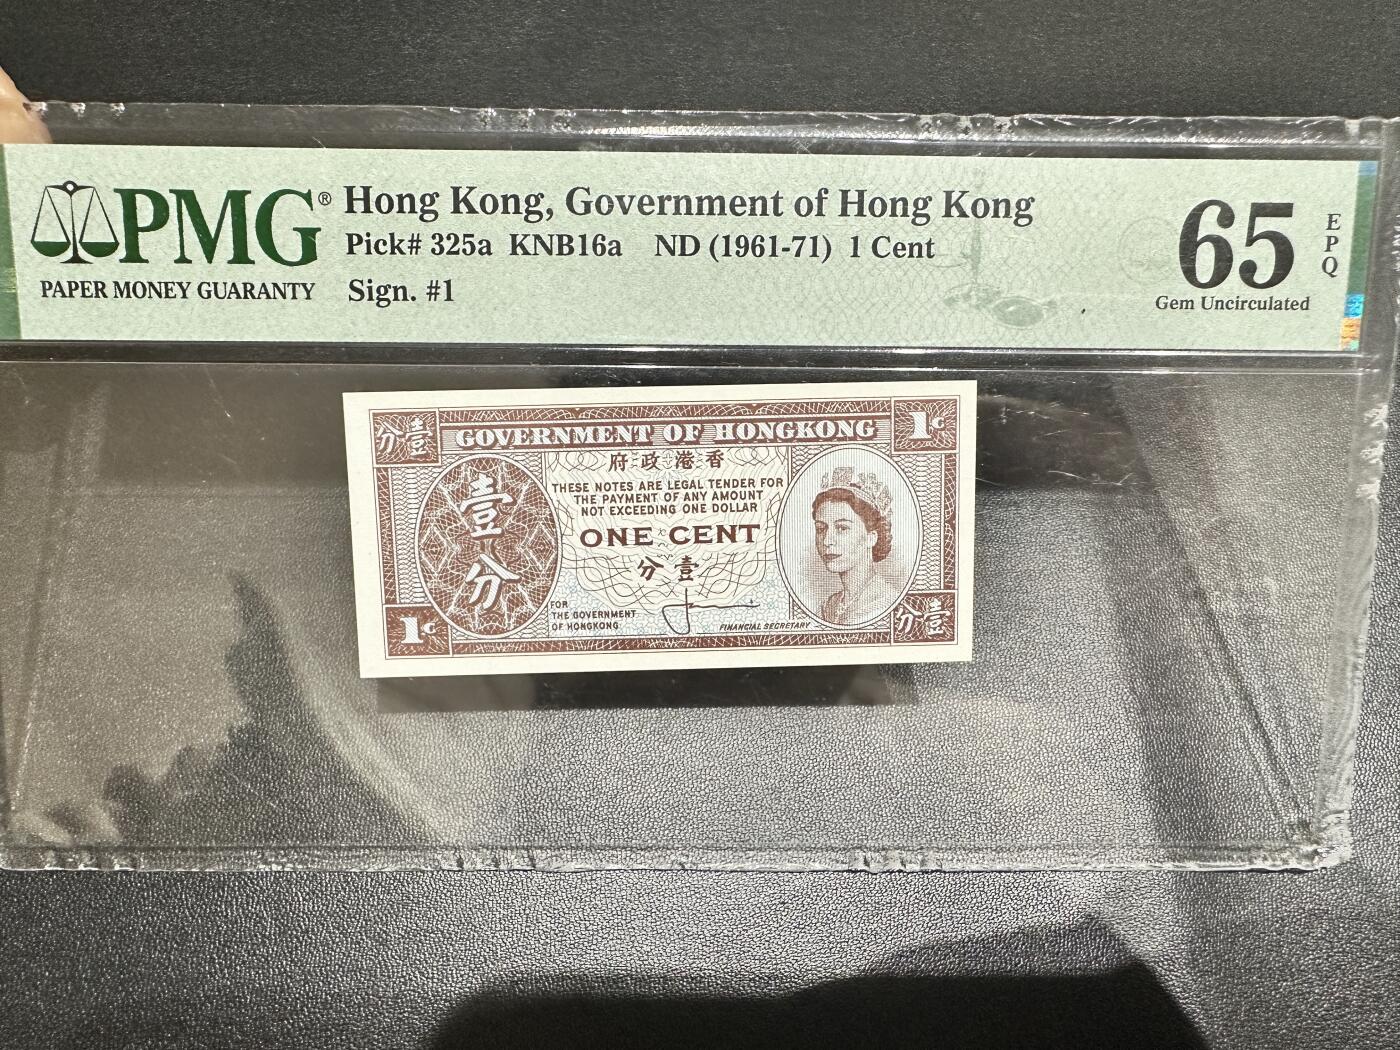 PMG® Hong Kong, Government of Hong Kong
Pick# 325a KNB16a ND (1961-71) 1 Cent
PAPER MONEY GUARANTY Sign. #1
65
EPQ
Gem Uncirculated
分壹 GOVERNMENT OF HONGKONG 1c
府政港香
THESE NOTES ARE LEGAL TENDER FOR
THE PAYMENT OF ANY AMOUNT
NOT EXCEEDING ONE DOLLAR
壹分
ONE CENT
分壹
FOR
THE GOVERNMENT
OF HONGKONG
FINANCIAL SECRETARY
1c
分壹